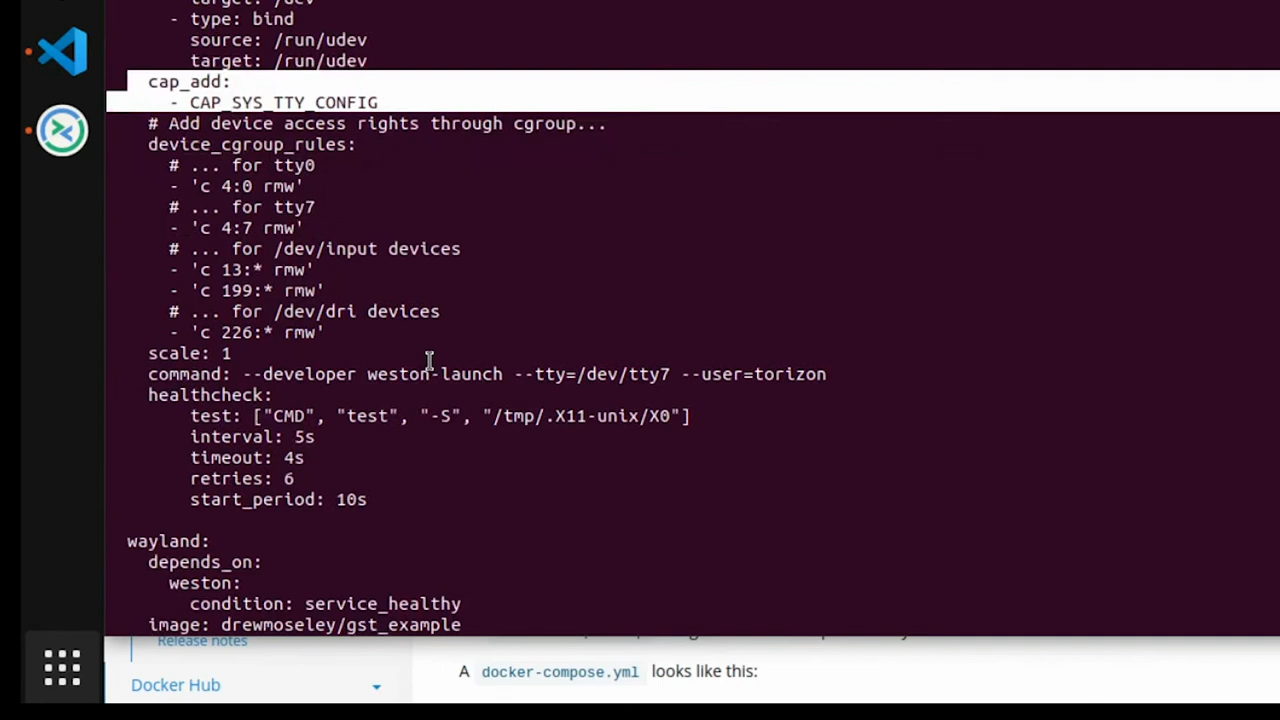 target: /dev
- type: bind
source: /run/udev
target: /run/udev
cap_add:
- CAP_SYS_TTY_CONFIG
# Add device access rights through cgroup...
device_cgroup_rules:
# ... for tty0
- 'c 4:0 rmw'
# ... for tty7
- 'c 4:7 rmw'
# ... for /dev/input devices
- 'c 13:* rmw'
- 'c 199:* rmw'
# ... for /dev/dri devices
- 'c 226:* rmw'
scale: 1
command: --developer weston-launch --tty=/dev/tty7 --user=torizon
healthcheck:
test: ["CMD", "test", "-S", "/tmp/.X11-unix/X0"]
interval: 5s
timeout: 4s
retries: 6
start_period: 10s
wayland:
depends_on:
weston:
condition: service_healthy
image: drewmoseley/gst_example
Release notes
A docker-compose.yml looks like this:
Docker Hub